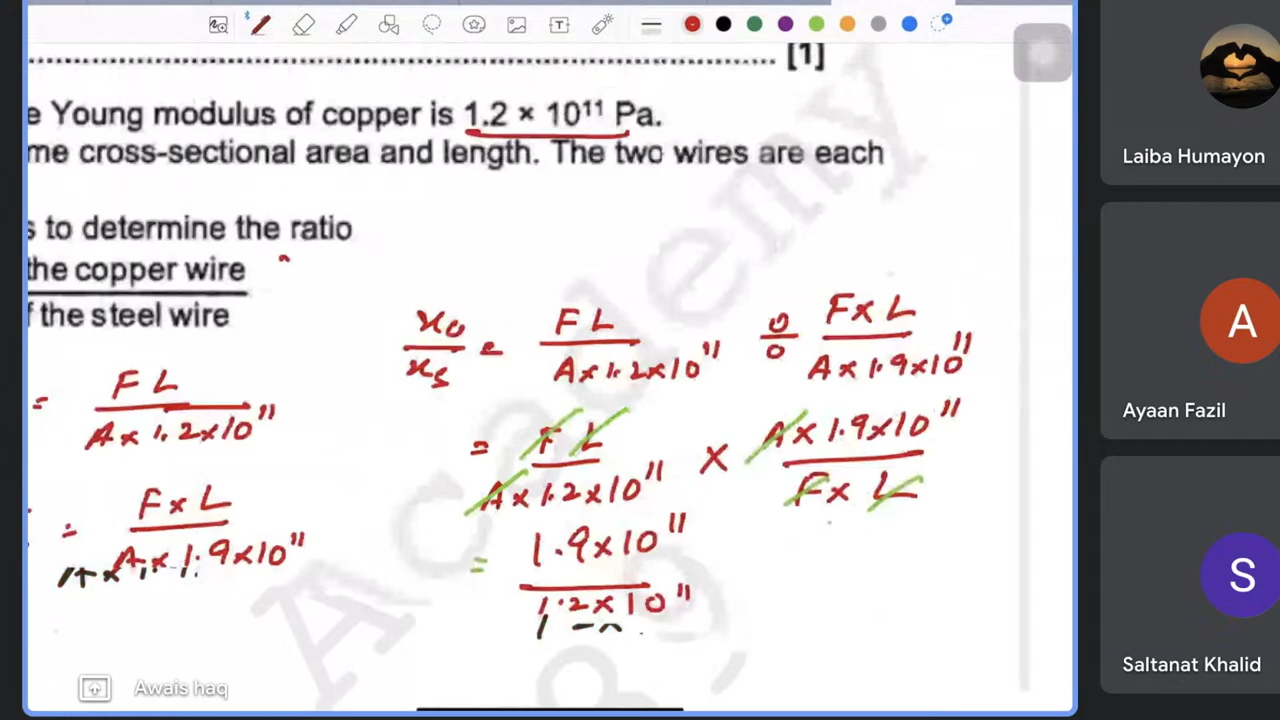 [1]
e Young modulus of copper is 1.2 × 10¹¹ Pa.
me cross-sectional area and length. The two wires are each
s to determine the ratio
the copper wire
f the steel wire
= FL / A × 1.2×10¹¹
= F×L / A × 1.9×10¹¹
FL / A×1.2×10¹¹ ÷ F×L / A×1.9×10¹¹
= FL / A×1.2×10¹¹ × A×1.9×10¹¹ / F× L
= 1.9×10¹¹ / 1.2×10¹¹
Academy
Awais haq
Laiba Humayon
A
Ayaan Fazil
S
Saltanat Khalid